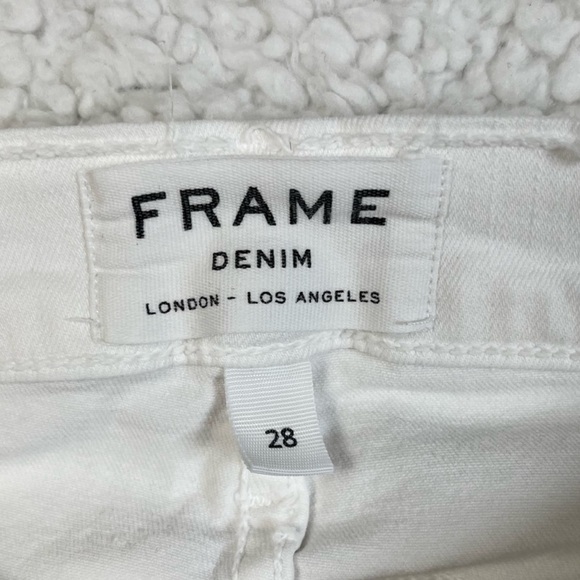 FRAME
DENIM
LONDON - LOS ANGELES
28